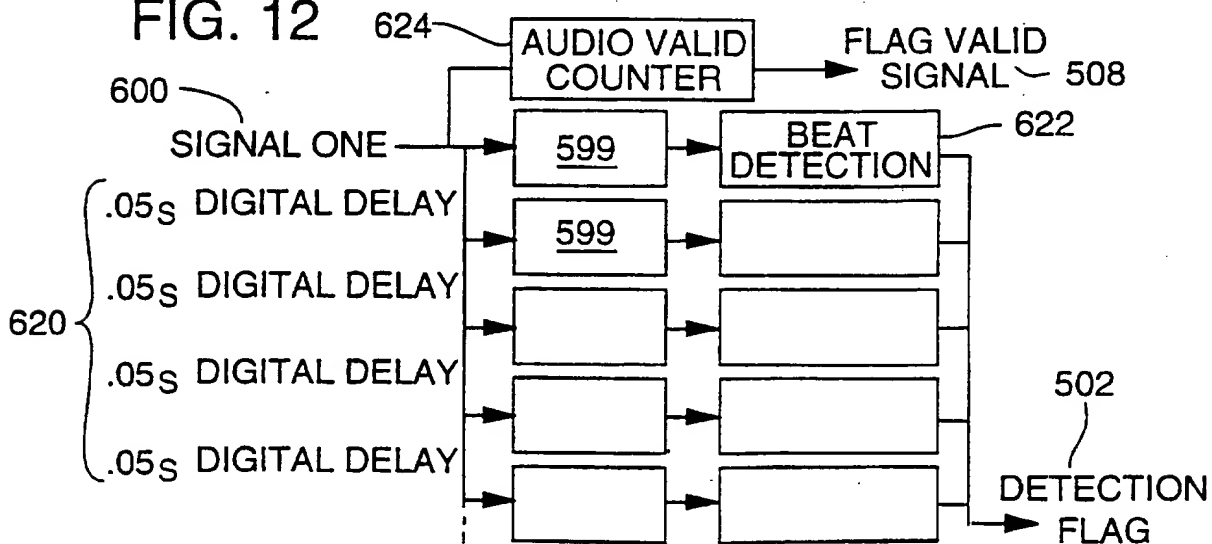 FIG. 12
624
AUDIO VALID
COUNTER
FLAG VALID
SIGNAL
508
600
SIGNAL ONE
599
BEAT
DETECTION
622
.05s DIGITAL DELAY
599
.05s DIGITAL DELAY
620
.05s DIGITAL DELAY
.05s DIGITAL DELAY
502
DETECTION
FLAG